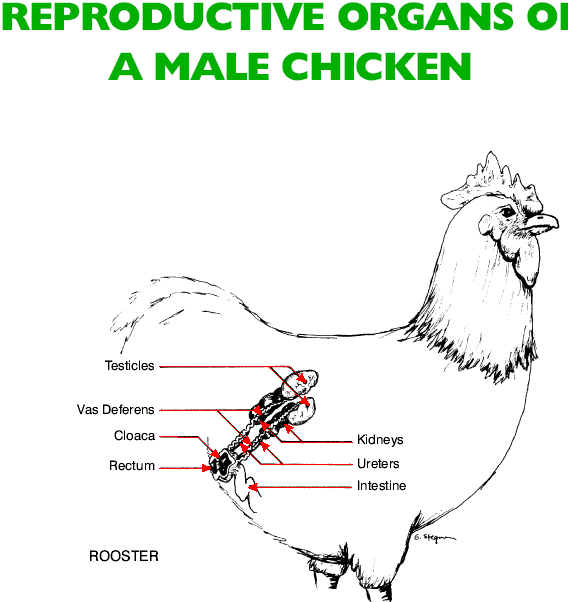 REPRODUCTIVE ORGANS OF
A MALE CHICKEN
Testicles
Vas Deferens
Cloaca
Rectum
Kidneys
Ureters
Intestine
ROOSTER